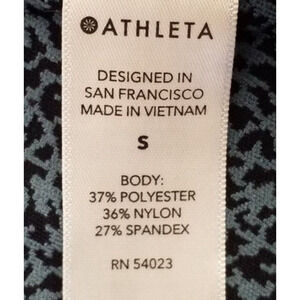 ATHLETA
DESIGNED IN
SAN FRANCISCO
MADE IN VIETNAM
S
BODY:
37% POLYESTER
36% NYLON
27% SPANDEX
RN 54023